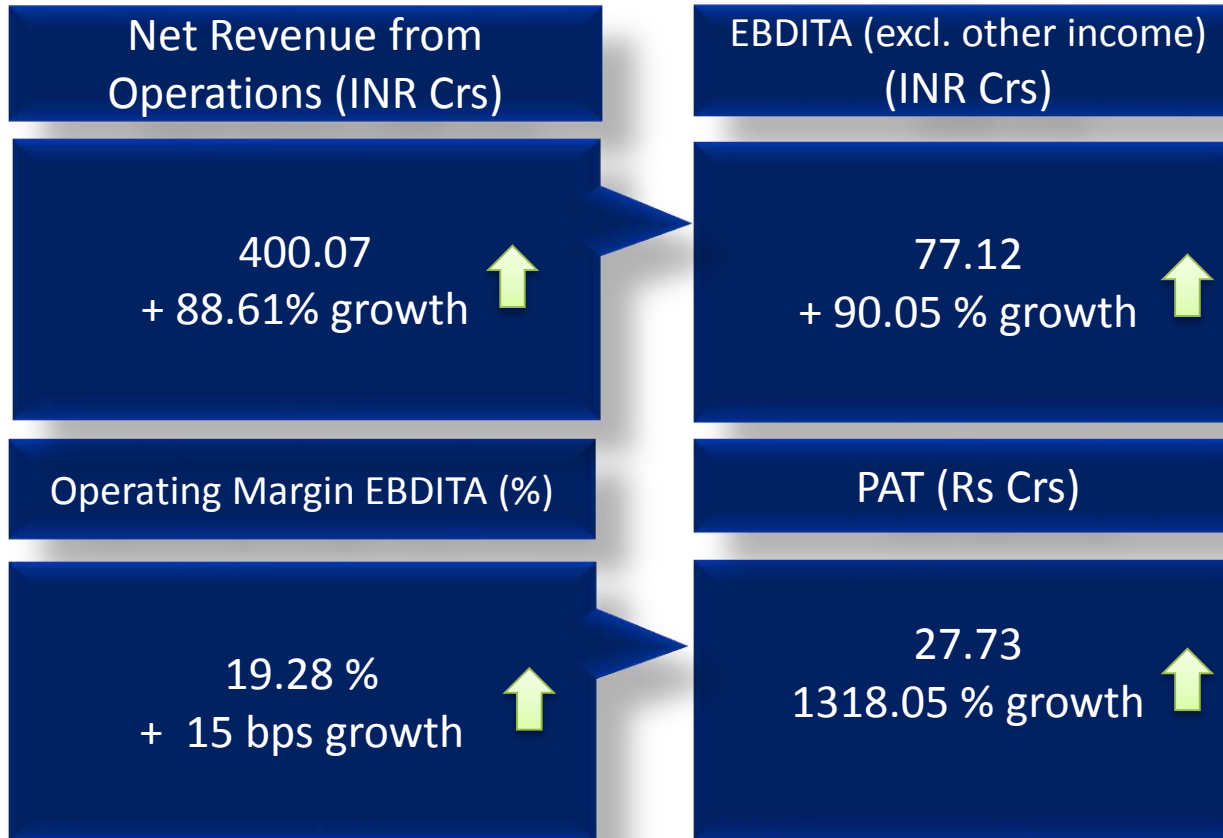 Net Revenue from
Operations (INR Crs)
400.07
+ 88.61% growth
EBDITA (excl. other income)
(INR Crs)
77.12
+ 90.05 % growth
Operating Margin EBDITA (%)
19.28 %
+ 15 bps growth
PAT (Rs Crs)
27.73
1318.05 % growth